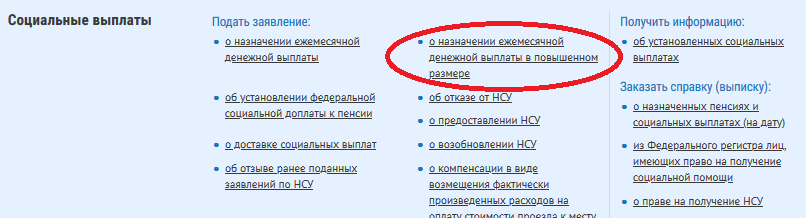 Социальные выплаты
Подать заявление:
о назначении ежемесячной
денежной выплаты
об установлении федеральной
социальной доплаты к пенсии
о доставке социальных выплат
об отзыве ранее поданных
заявлений по НСУ
о назначении ежемесячной
денежной выплаты в повышенном
размере
об отказе от НСУ
о предоставлении НСУ
о возобновлении НСУ
о компенсации в виде
возмещения фактически
произведенных расходов на
оплату стоимости проезда к месту
Получить информацию:
об установленных социальных
выплатах
Заказать справку (выписку):
о назначенных пенсиях и
социальных выплатах (на дату)
из Федерального регистра лиц,
имеющих право на получение
социальной помощи
о праве на получение НСУ